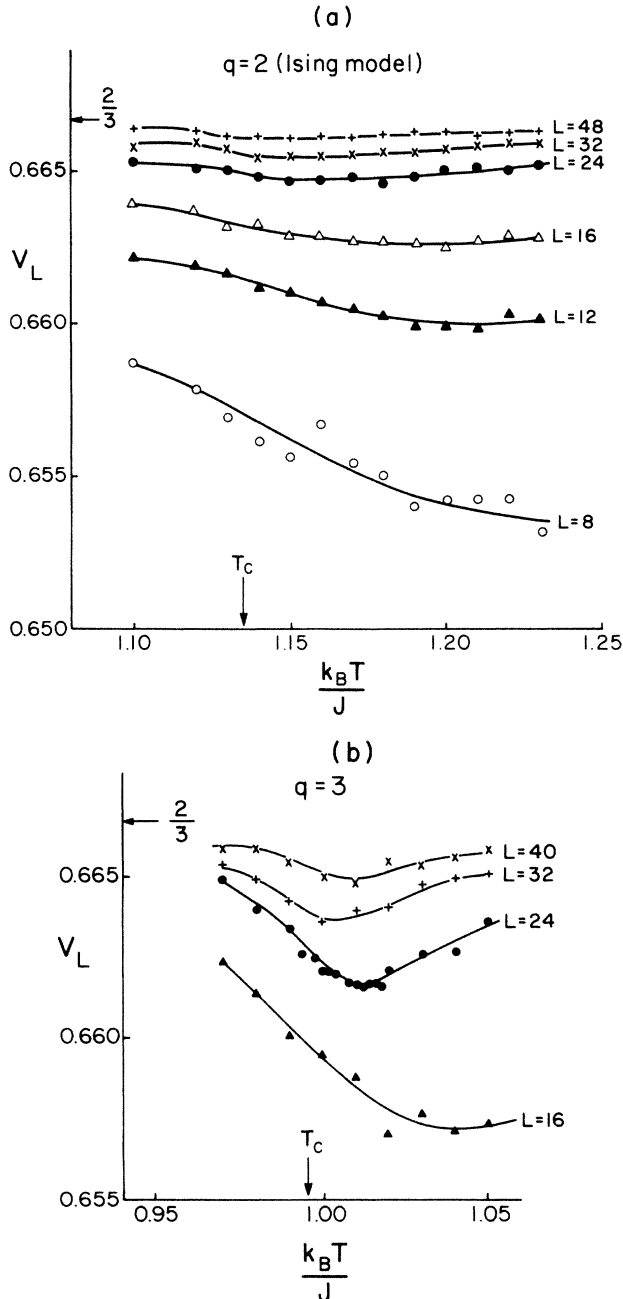 (a)
q=2 (Ising model)
2/3
L=48
L=32
0.665
L=24
L=16
V_L
0.660
L=12
0.655
L=8
T_C
0.650
1.10 1.15 1.20 1.25
k_B T
J
(b)
q=3
2/3
L=40
0.665
L=32
L=24
V_L
0.660
L=16
T_C
0.655
0.95 1.00 1.05
k_B T
J